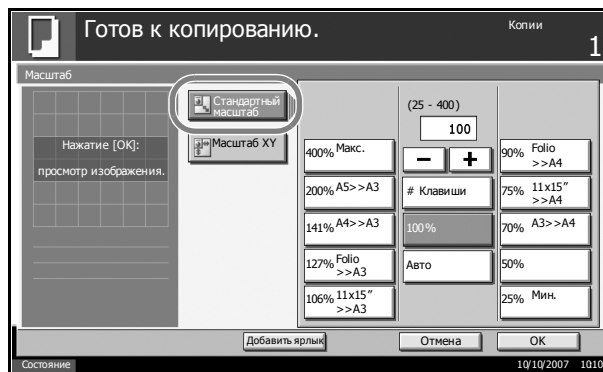 Готов к копированию.
Копии
1
Масштаб
Нажатие [OK]:
просмотр изображения.
Стандартный
масштаб
Масштаб XY
(25 - 400)
100
400% Макс.
200% A5>>A3
141% A4>>A3
127% Folio
>>A3
106% 11x15"
>>A3
− +
# Клавиши
100%
Авто
90% Folio
>>A4
75% 11x15"
>>A4
70% A3>>A4
50%
25% Мин.
Добавить ярлык
Отмена
OK
Состояние
10/10/2007 1010